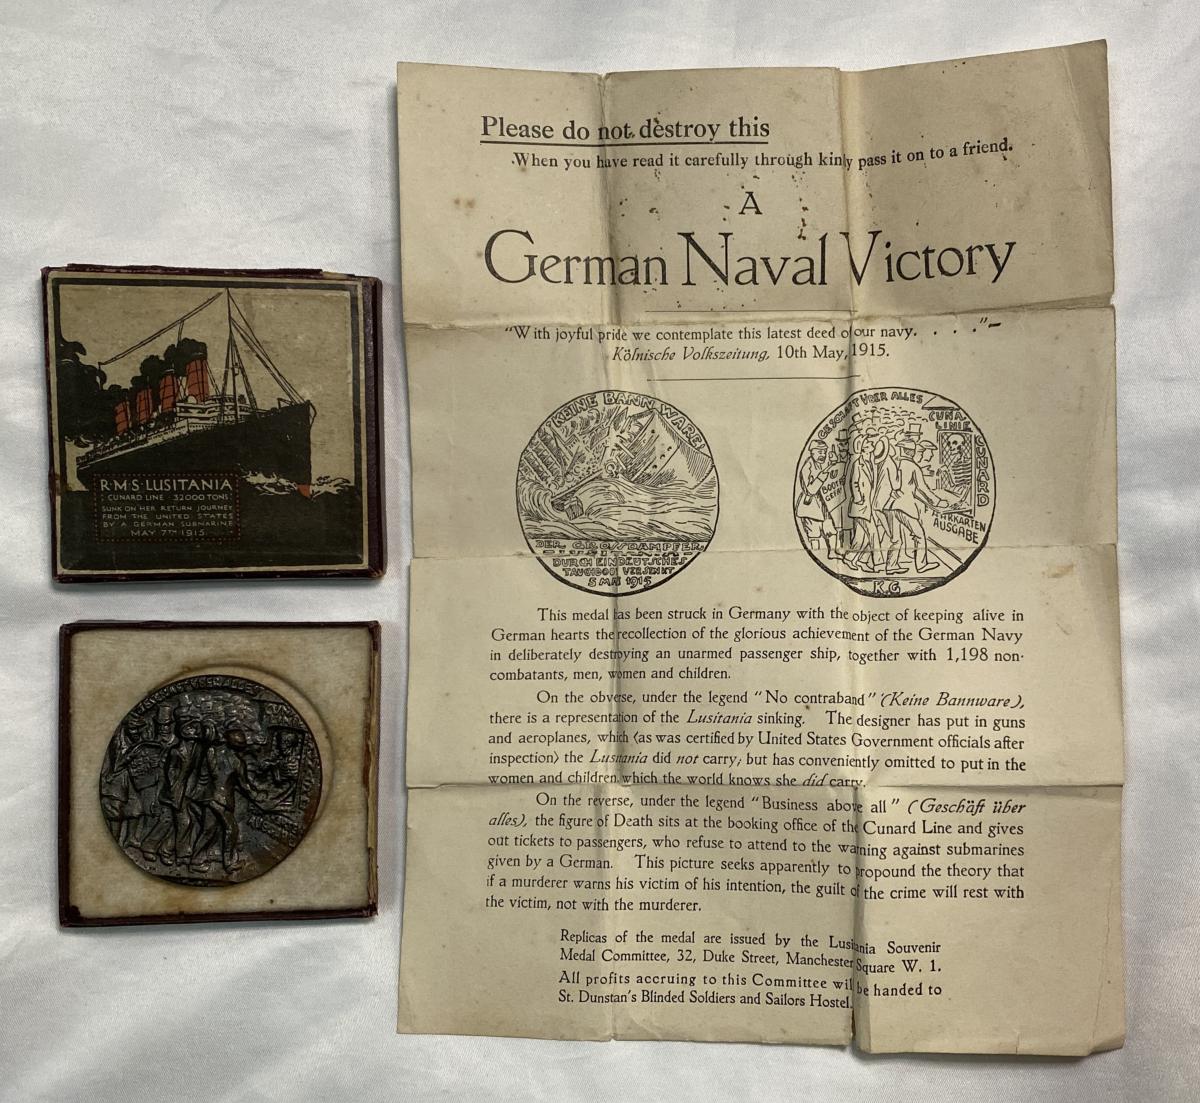 R·M·S·LUSITANIA
CUNARD LINE · 32000 TONS
SUNK ON HER RETURN JOURNEY
FROM THE UNITED STATES
BY A GERMAN SUBMARINE
MAY 7TH 1915.
CUNA
AUSGABE
Please do not destroy this
When you have read it carefully through kinly pass it on to a friend.
A
German Naval Victory
"With joyful pride we contemplate this latest deed of our navy. . . ."—
Kölnische Volkszeitung, 10th May, 1915.
KEINE BANN WARE!
DER GROSSDAMPFER
LUSITANIA
DURCH EIN DEUTSCHES
TAUCHBOOT VERSENKT
5 MAI 1915
GESCHÄFT ÜBER ALLES
CUNA
LINIE
CUNARD
FAHRKARTEN
AUSGABE
K.G
This medal has been struck in Germany with the object of keeping alive in
German hearts the recollection of the glorious achievement of the German Navy
in deliberately destroying an unarmed passenger ship, together with 1,198 non-
combatants, men, women and children.
On the obverse, under the legend "No contraband" (Keine Bannware),
there is a representation of the Lusitania sinking. The designer has put in guns
and aeroplanes, which (as was certified by United States Government officials after
inspection) the Lusitania did not carry; but has conveniently omitted to put in the
women and children which the world knows she did carry.
On the reverse, under the legend "Business above all" (Geschäft über
alles), the figure of Death sits at the booking office of the Cunard Line and gives
out tickets to passengers, who refuse to attend to the warning against submarines
given by a German. This picture seeks apparently to propound the theory that
if a murderer warns his victim of his intention, the guilt of the crime will rest with
the victim, not with the murderer.
Replicas of the medal are issued by the Lusitania Souvenir
Medal Committee, 32, Duke Street, Manchester Square W. 1.
All profits accruing to this Committee will be handed to
St. Dunstan's Blinded Soldiers and Sailors Hostel.